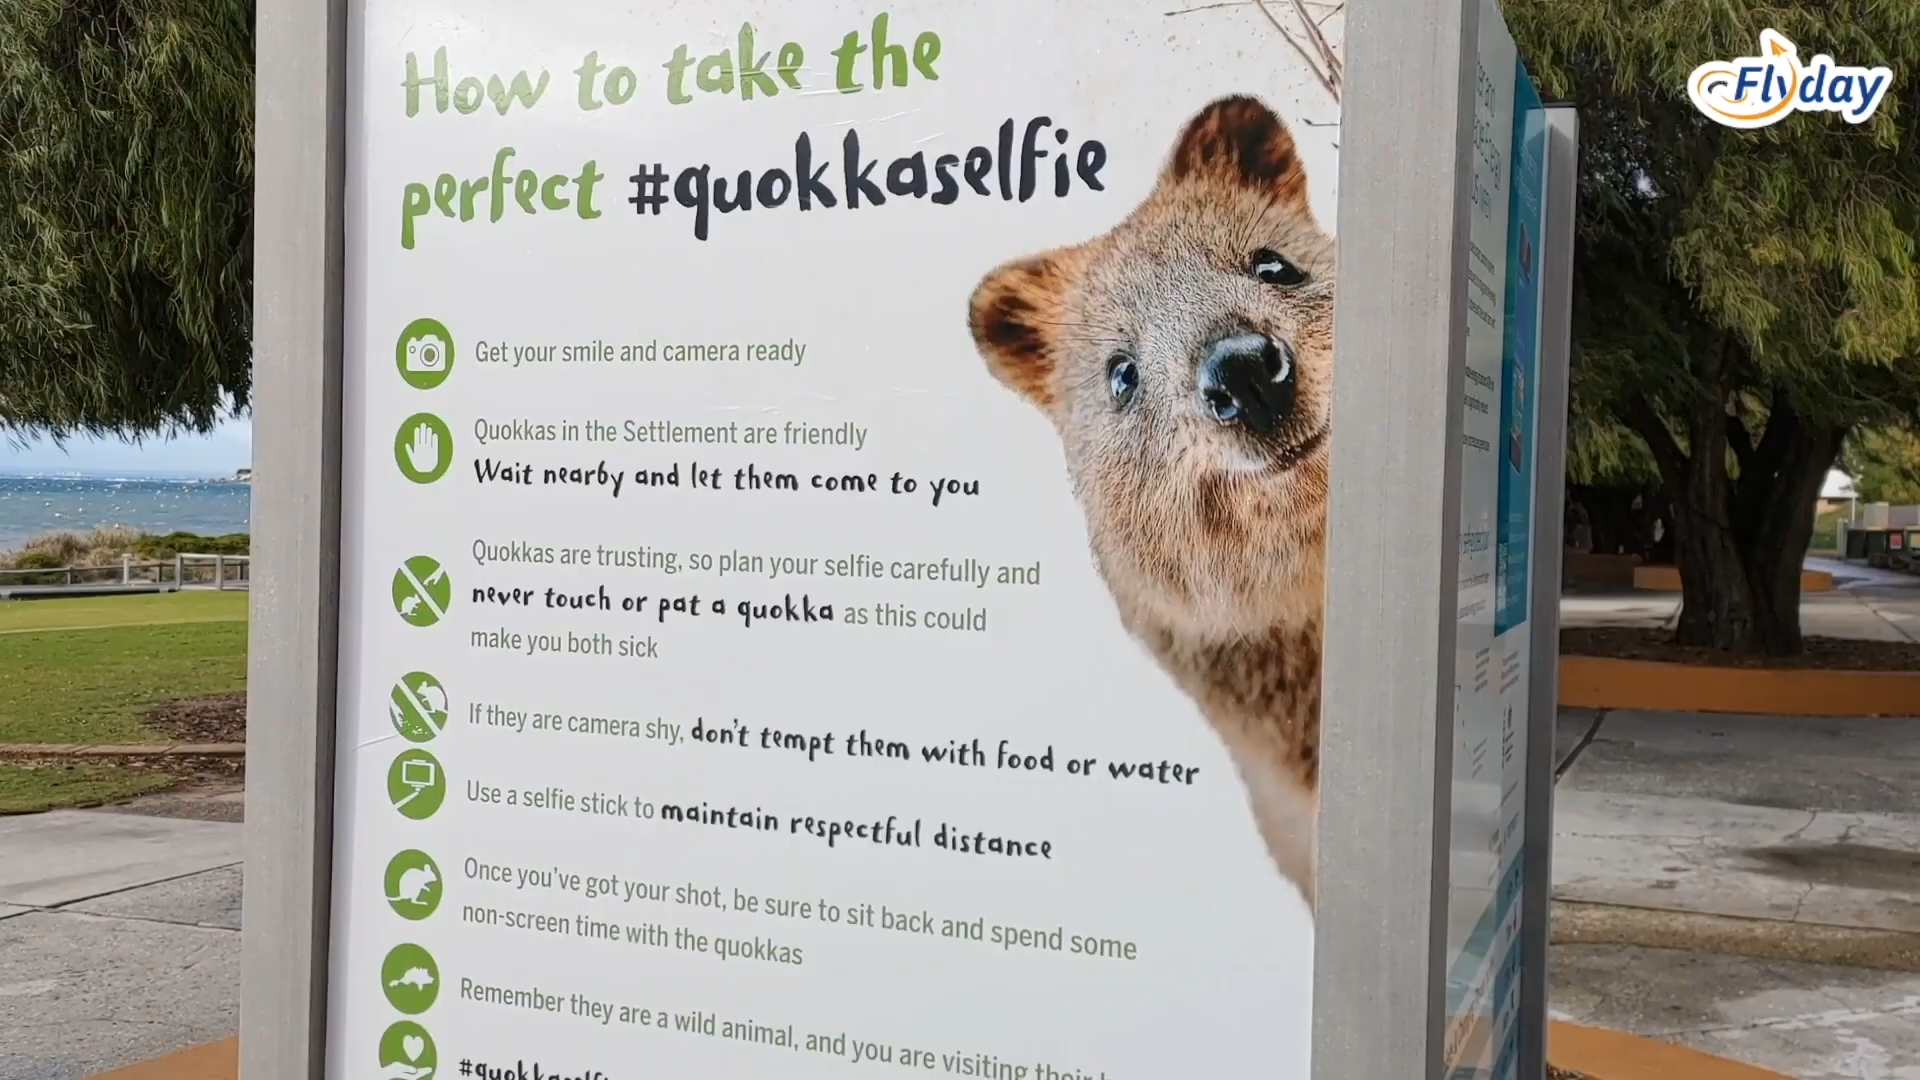 Flyday
How to take the
perfect #quokkaselfie
Get your smile and camera ready
Quokkas in the Settlement are friendly
Wait nearby and let them come to you
Quokkas are trusting, so plan your selfie carefully and
never touch or pat a quokka as this could
make you both sick
If they are camera shy, don't tempt them with food or water
Use a selfie stick to maintain respectful distance
Once you've got your shot, be sure to sit back and spend some
non-screen time with the quokkas
Remember they are a wild animal, and you are visiting their